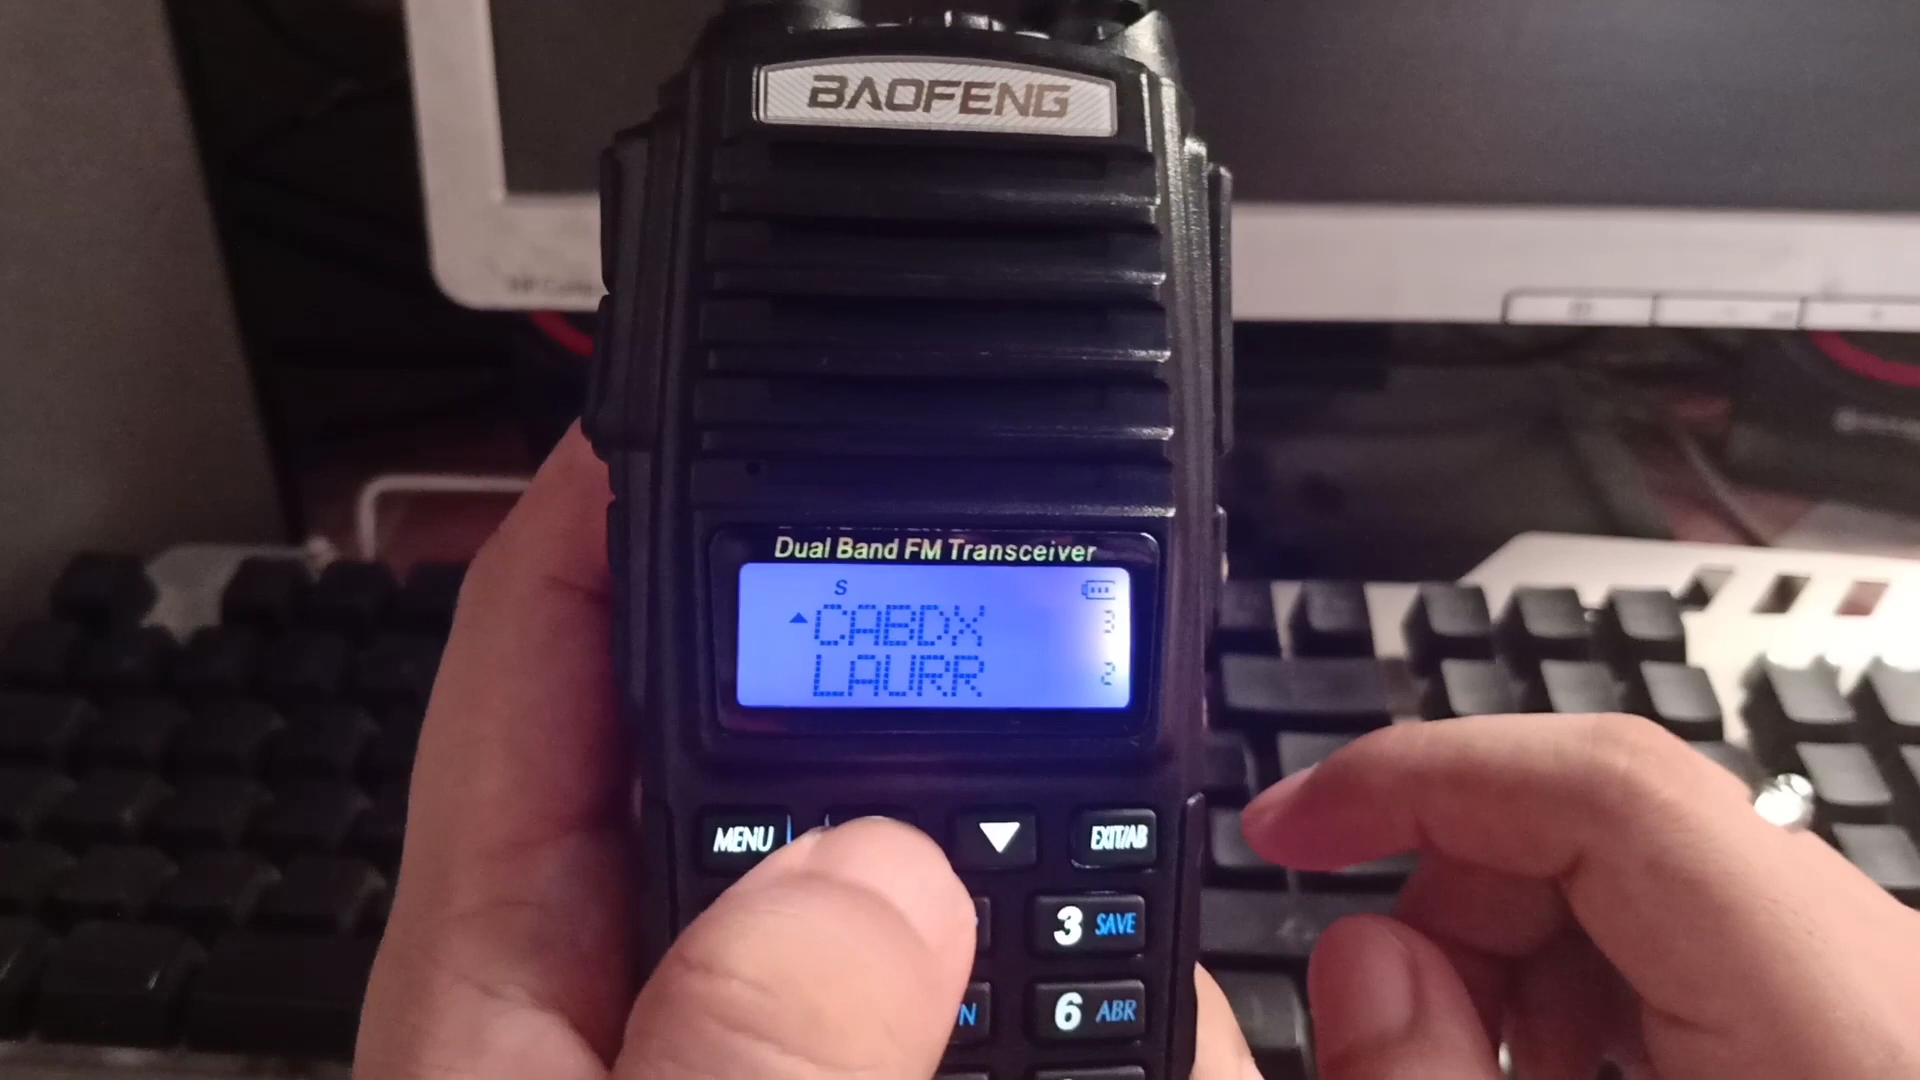 BAOFENG
Dual Band FM Transceiver
S
CABDX 3
LAURR 2
MENU
EXIT/AB
3 SAVE
N 6 ABR